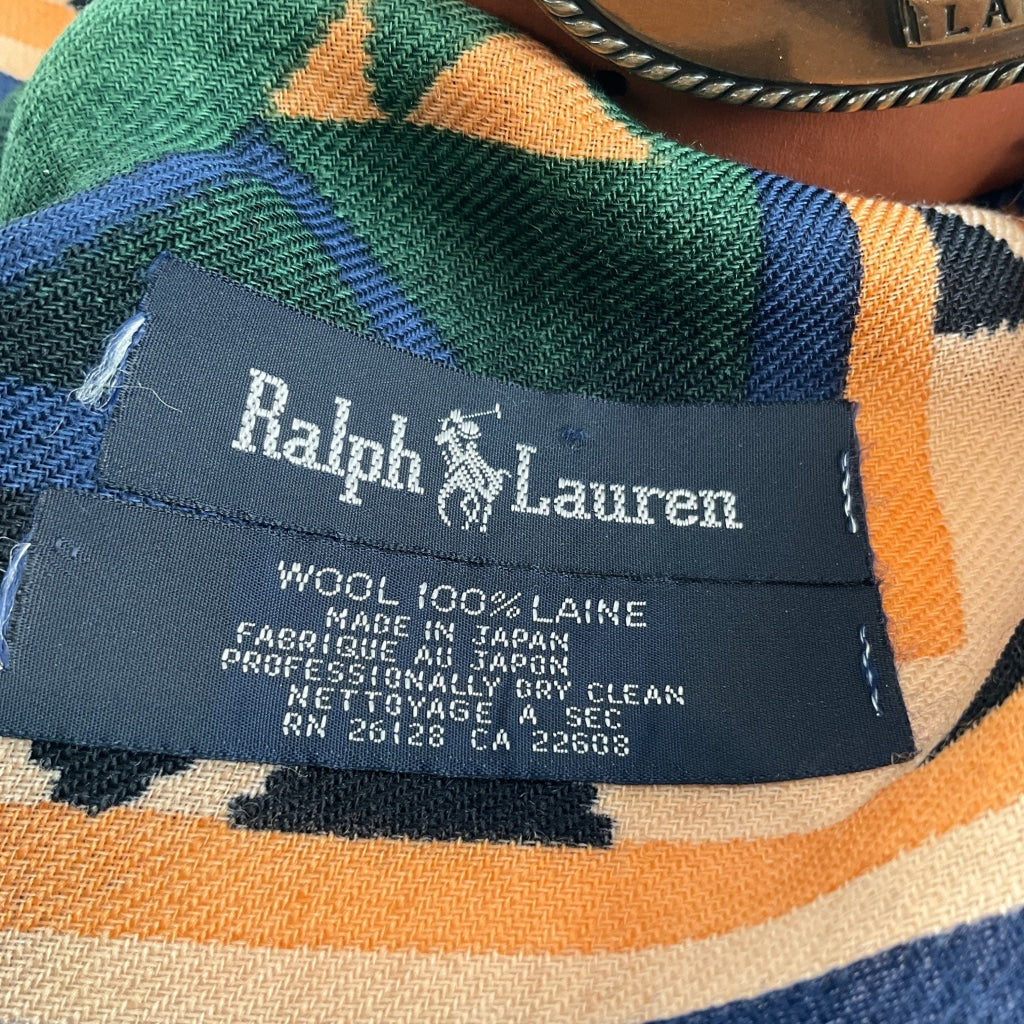 LA
Ralph Lauren
WOOL 100% LAINE
MADE IN JAPAN
FABRIQUE AU JAPON
PROFESSIONALLY DRY CLEAN
NETTOYAGE A SEC
RN 26128 CA 22608